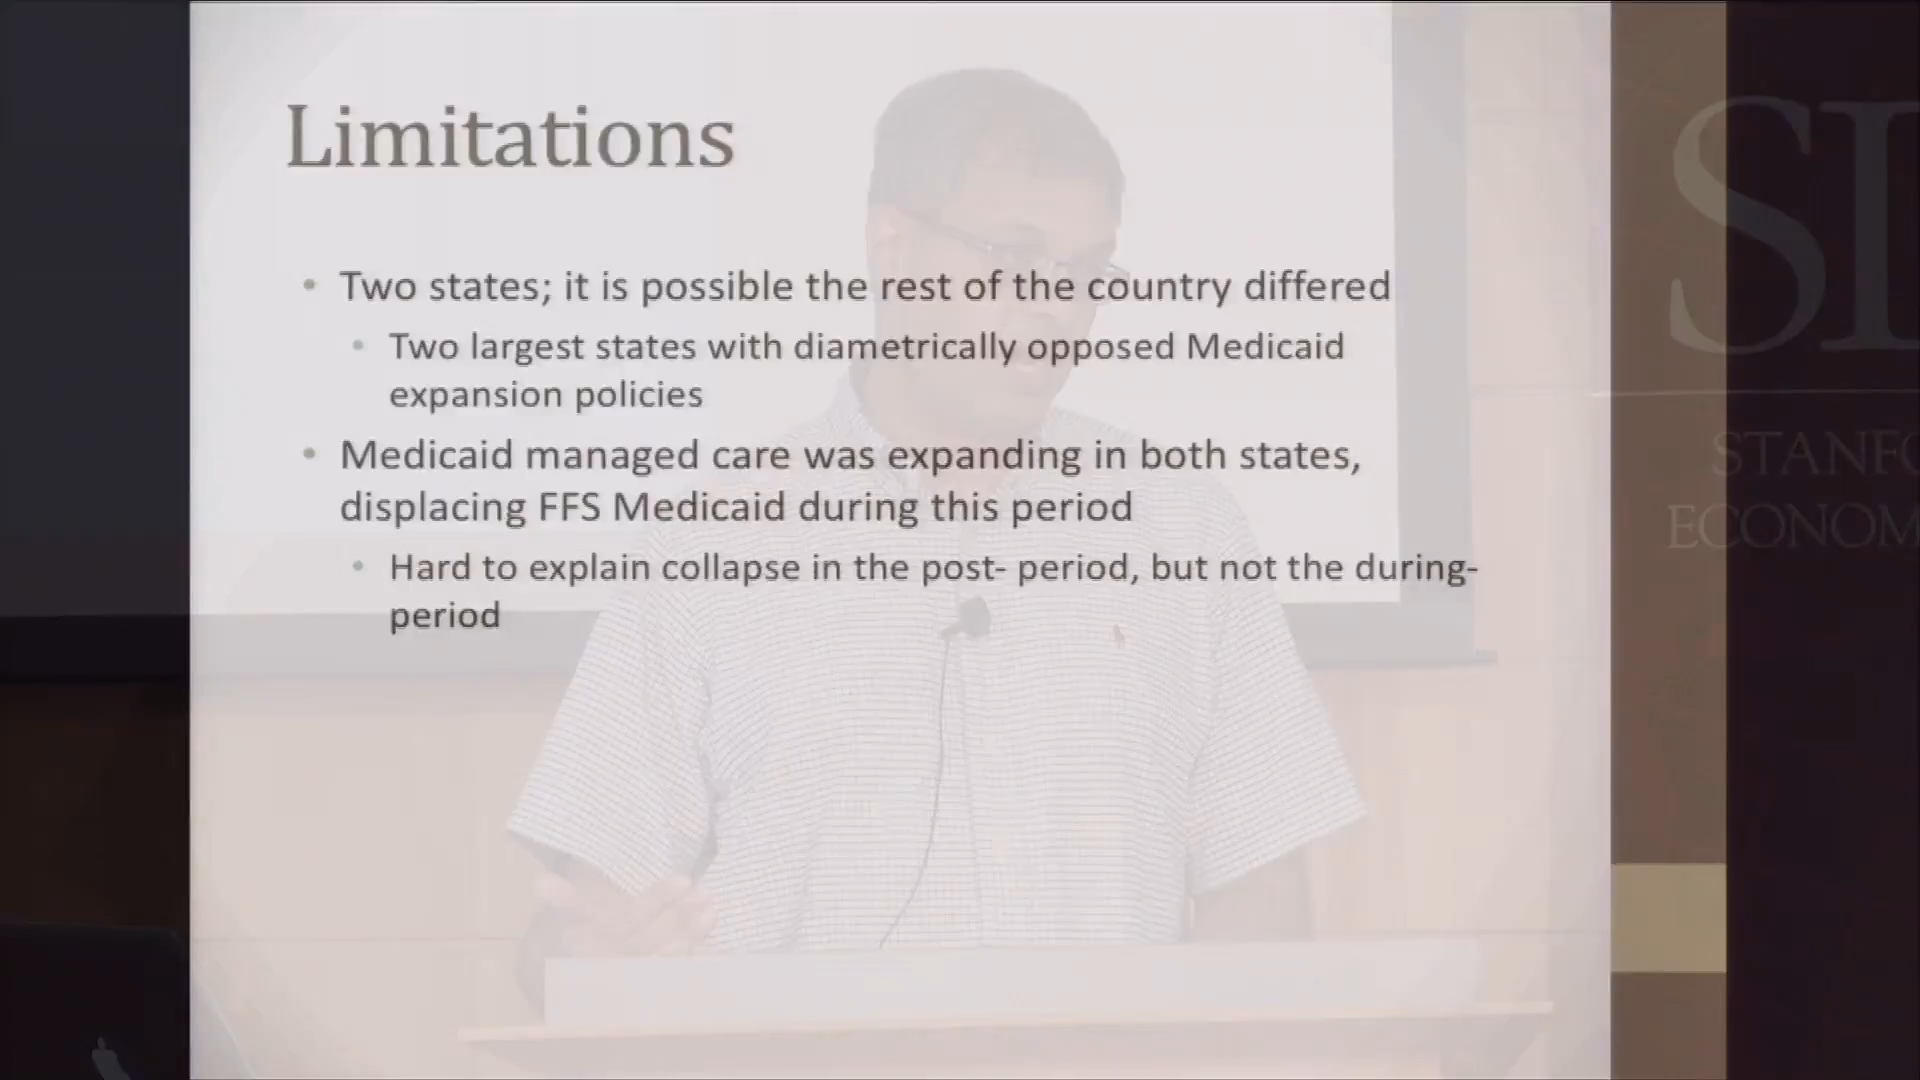 Limitations
• Two states; it is possible the rest of the country differed
• Two largest states with diametrically opposed Medicaid
expansion policies
• Medicaid managed care was expanding in both states,
displacing FFS Medicaid during this period
• Hard to explain collapse in the post- period, but not the during-
period
STANFO
ECONOM